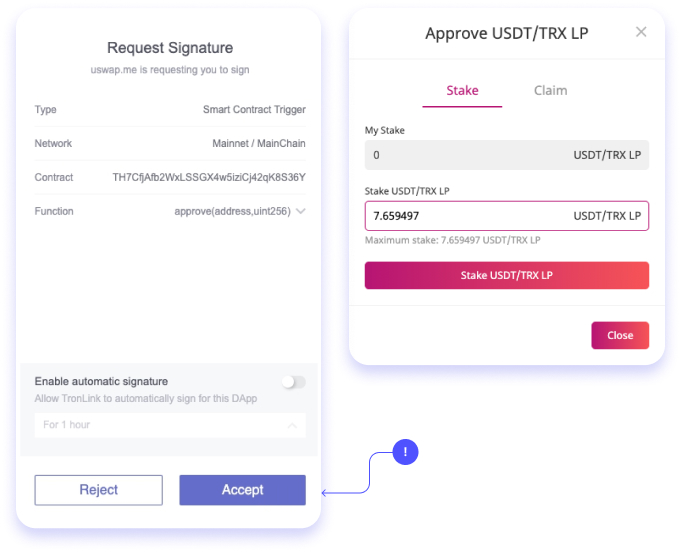 Request Signature
uswap.me is requesting you to sign
Type Smart Contract Trigger
Network Mainnet / MainChain
Contract TH7CfjAfb2WxLSSGX4w5iziCj42qK8S36Y
Function approve(address,uint256)
Enable automatic signature
Allow TronLink to automatically sign for this DApp
For 1 hour
Reject Accept
!
Approve USDT/TRX LP
Stake Claim
My Stake
0 USDT/TRX LP
Stake USDT/TRX LP
7.659497 USDT/TRX LP
Maximum stake: 7.659497 USDT/TRX LP
Stake USDT/TRX LP
Close